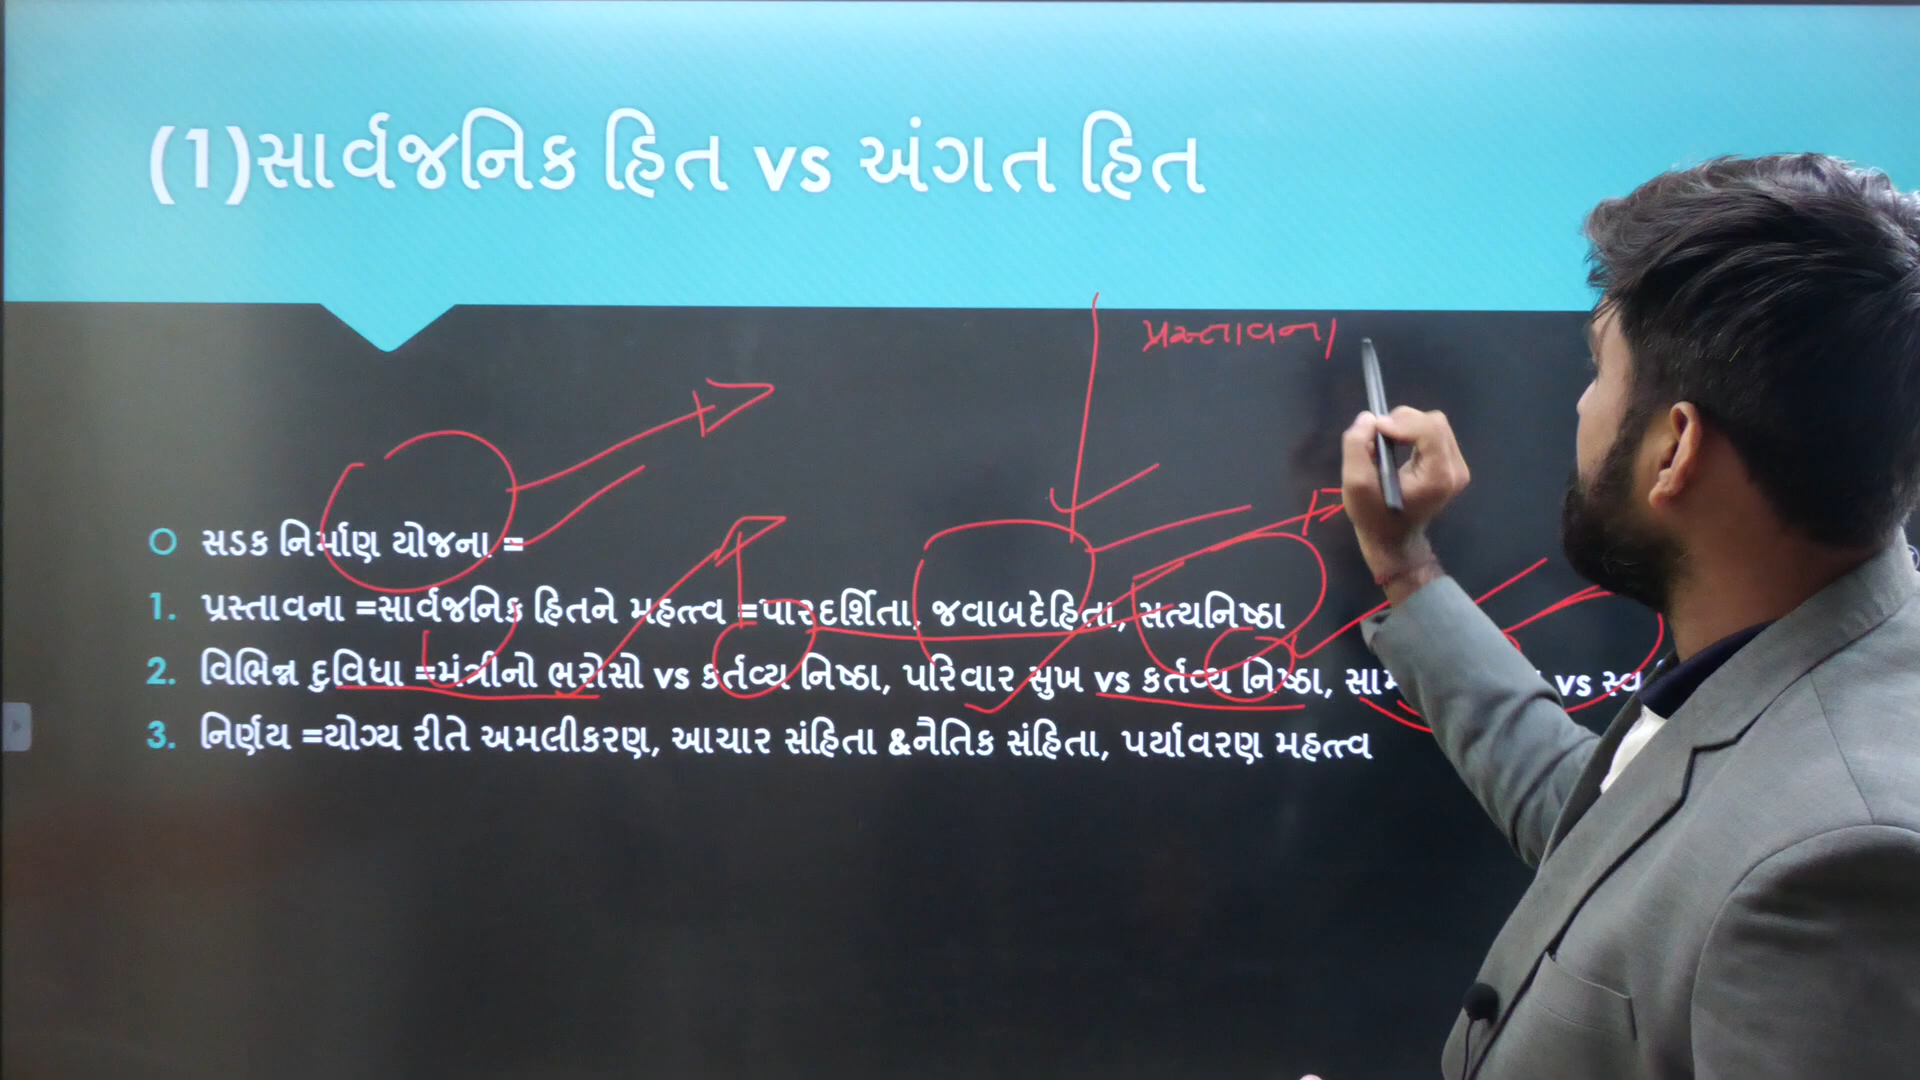 (1)સાર્વજનિક હિત vs અંગત હિત
પ્રસ્તાવના
સડક નિર્માણ યોજના =
1. પ્રસ્તાવના =સાર્વજનિક હિતને મહત્ત્વ =પારદર્શિતા, જવાબદેહિતા, સત્યનિષ્ઠા
2. વિભિન્ન દુવિધા =મંત્રીનો ભરોસો vs કર્તવ્ય નિષ્ઠા, પરિવાર સુખ vs કર્તવ્ય નિષ્ઠા, vs
3. નિર્ણય =યોગ્ય રીતે અમલીકરણ, આચાર સંહિતા &નૈતિક સંહિતા, પર્યાવરણ મહત્ત્વ